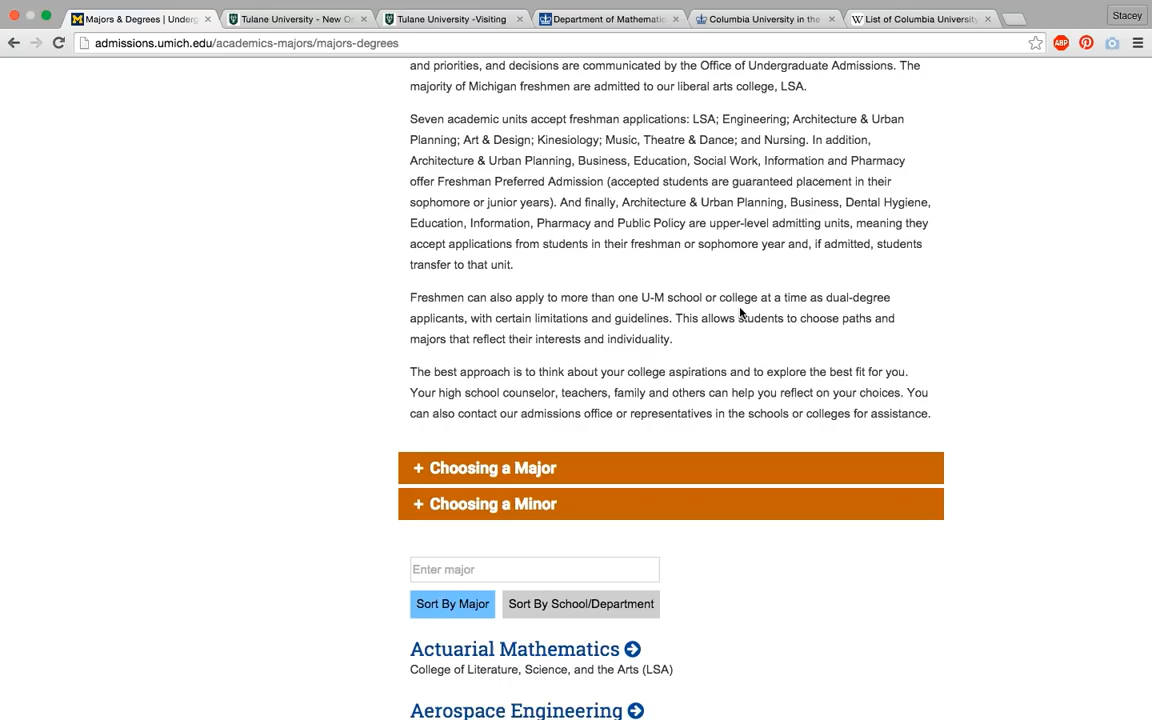 Majors & Degrees | Underg
Tulane University - New O
Tulane University -Visiting
Department of Mathematic
Columbia University in the
List of Columbia University
Stacey
admissions.umich.edu/academics-majors/majors-degrees
ABP
and priorities, and decisions are communicated by the Office of Undergraduate Admissions. The
majority of Michigan freshmen are admitted to our liberal arts college, LSA.
Seven academic units accept freshman applications: LSA; Engineering; Architecture & Urban
Planning; Art & Design; Kinesiology; Music, Theatre & Dance; and Nursing. In addition,
Architecture & Urban Planning, Business, Education, Social Work, Information and Pharmacy
offer Freshman Preferred Admission (accepted students are guaranteed placement in their
sophomore or junior years). And finally, Architecture & Urban Planning, Business, Dental Hygiene,
Education, Information, Pharmacy and Public Policy are upper-level admitting units, meaning they
accept applications from students in their freshman or sophomore year and, if admitted, students
transfer to that unit.
Freshmen can also apply to more than one U-M school or college at a time as dual-degree
applicants, with certain limitations and guidelines. This allows students to choose paths and
majors that reflect their interests and individuality.
The best approach is to think about your college aspirations and to explore the best fit for you.
Your high school counselor, teachers, family and others can help you reflect on your choices. You
can also contact our admissions office or representatives in the schools or colleges for assistance.
+ Choosing a Major
+ Choosing a Minor
Enter major
Sort By Major
Sort By School/Department
Actuarial Mathematics
College of Literature, Science, and the Arts (LSA)
Aerospace Engineering